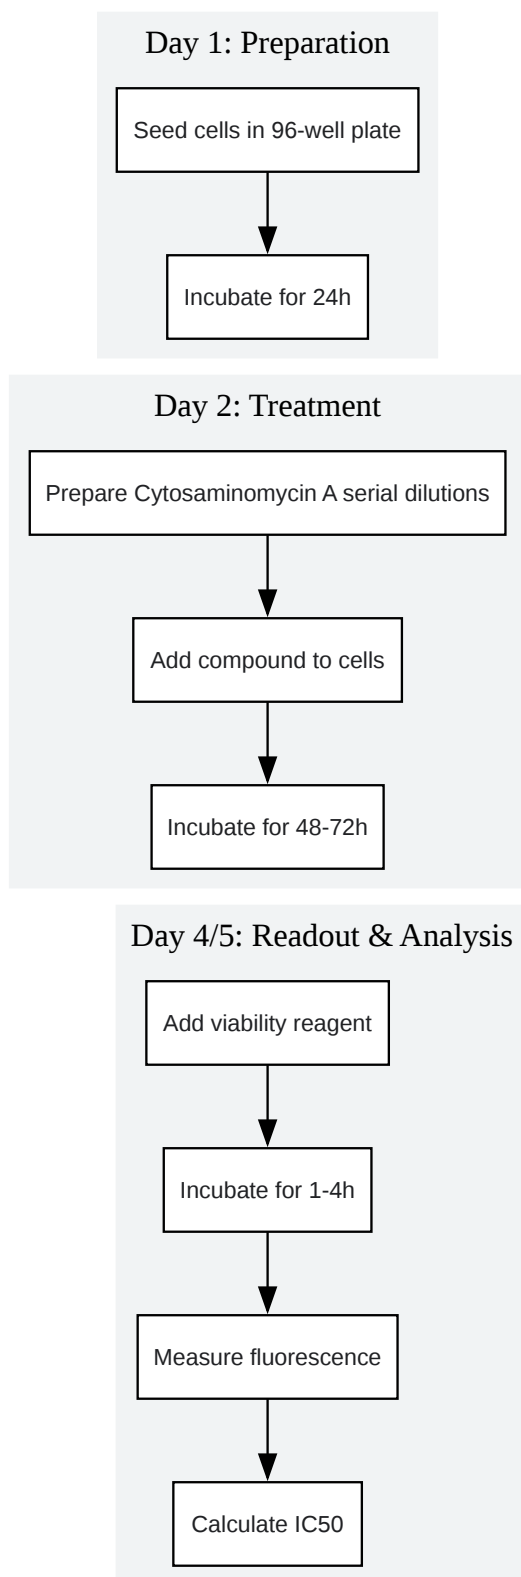 Day 1: Preparation
Seed cells in 96-well plate
Incubate for 24h
Day 2: Treatment
Prepare Cytosaminomycin A serial dilutions
Add compound to cells
Incubate for 48-72h
Day 4/5: Readout & Analysis
Add viability reagent
Incubate for 1-4h
Measure fluorescence
Calculate IC50